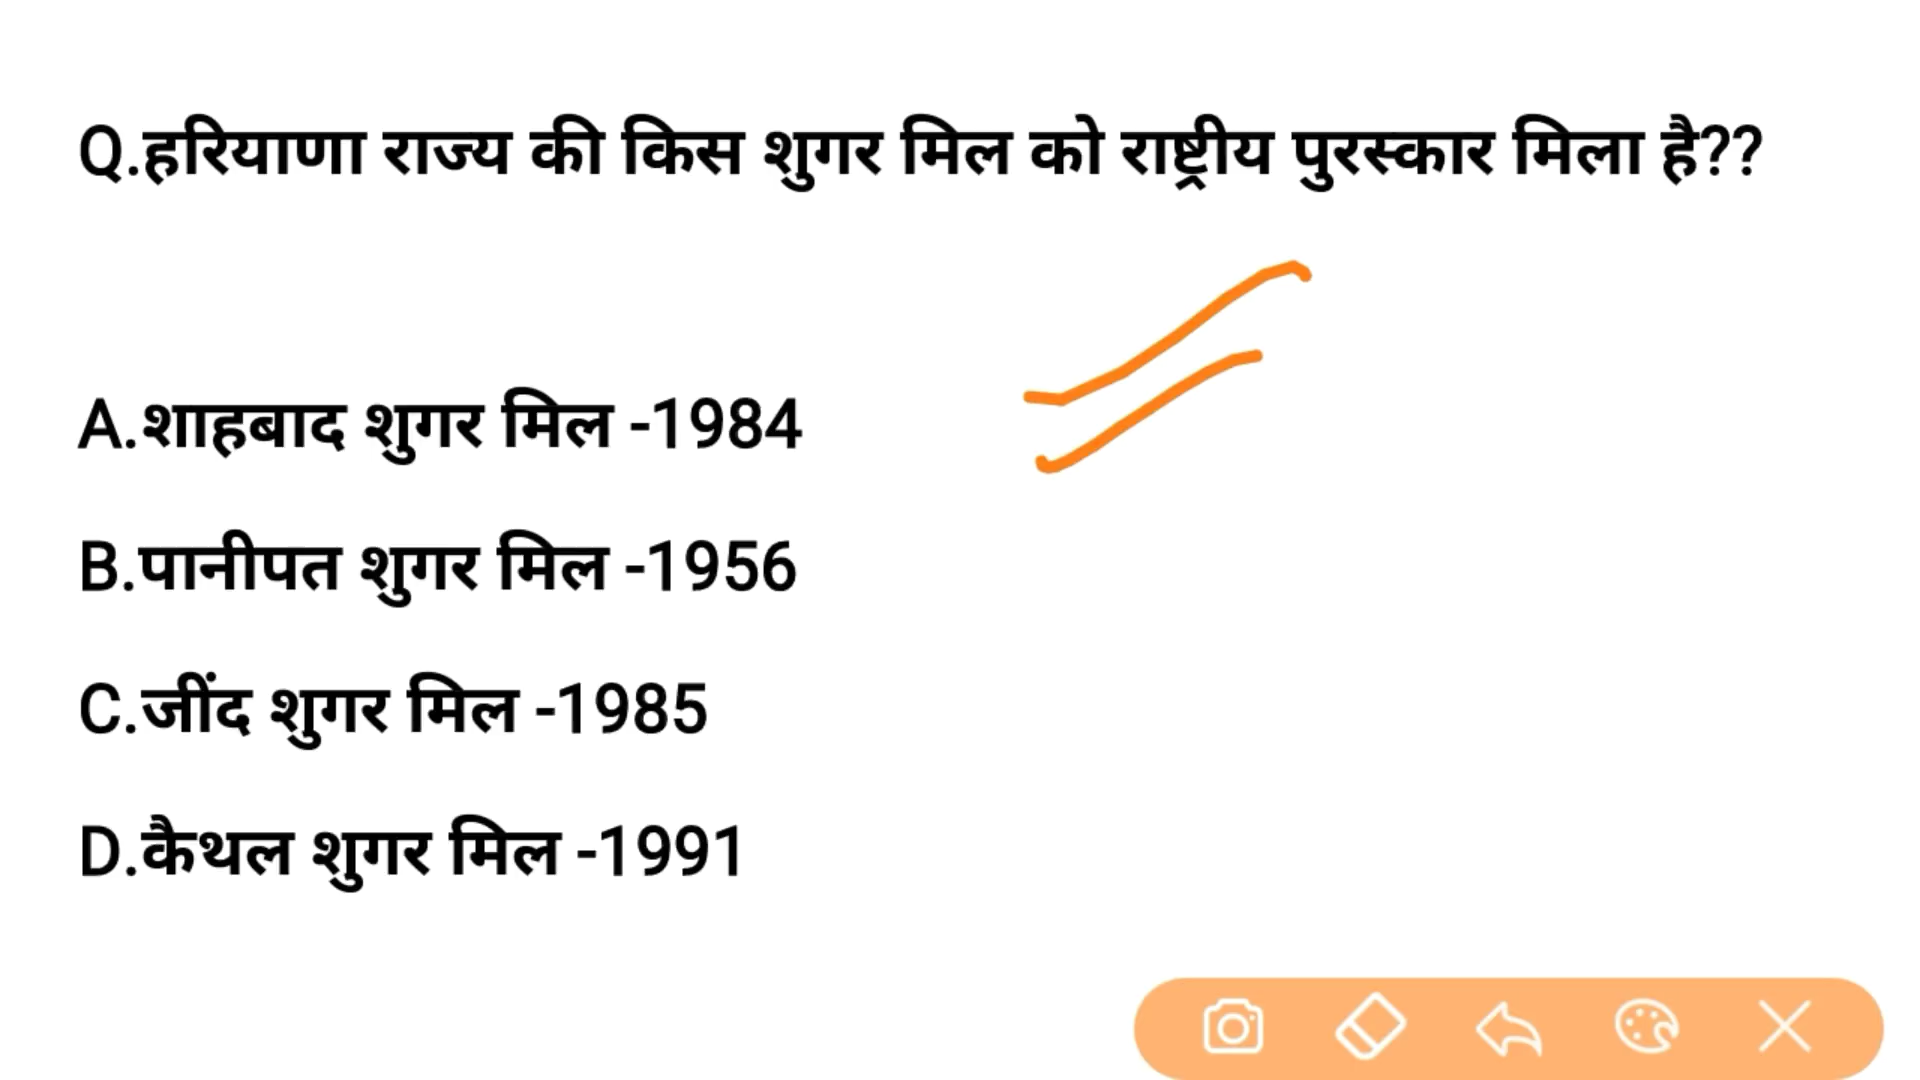 Q.हरियाणा राज्य की किस शुगर मिल को राष्ट्रीय पुरस्कार मिला है??
A.शाहबाद शुगर मिल -1984
B.पानीपत शुगर मिल -1956
C.जींद शुगर मिल -1985
D.कैथल शुगर मिल -1991